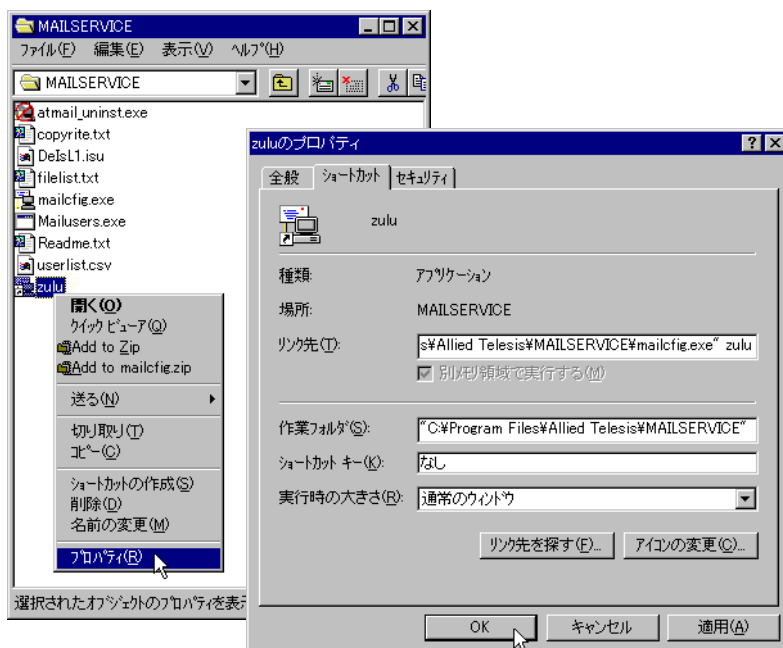 MAILSERVICE
ファイル(F) 編集(E) 表示(V) ヘルプ(H)
MAILSERVICE
atmail_uninst.exe
copyrite.txt
DeIsL1.isu
filelist.txt
mailcfig.exe
Mailusers.exe
Readme.txt
userlist.csv
zulu
開く(O)
クイック ビューア(Q)
Add to Zip
Add to mailcfig.zip
送る(N)
切り取り(T)
コピー(C)
ショートカットの作成(S)
削除(D)
名前の変更(M)
プロパティ(R)
選択されたオブジェクトのプロパティを表示
zuluのプロパティ
全般 ショートカット セキュリティ
zulu
種類: アプリケーション
場所: MAILSERVICE
リンク先(T): s¥Allied Telesis¥MAILSERVICE¥mailcfig.exe" zulu
別メモリ領域で実行する(M)
作業フォルダ(S): "C:¥Program Files¥Allied Telesis¥MAILSERVICE"
ショートカット キー(K): なし
実行時の大きさ(R): 通常のウィンドウ
リンク先を探す(F)... アイコンの変更(C)...
OK キャンセル 適用(A)